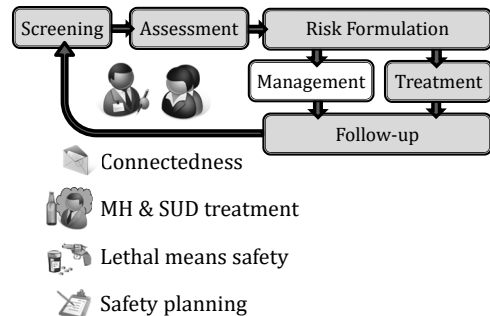 Screening
Assessment
Risk Formulation
Management
Treatment
Follow-up
Connectedness
MH & SUD treatment
Lethal means safety
Safety planning